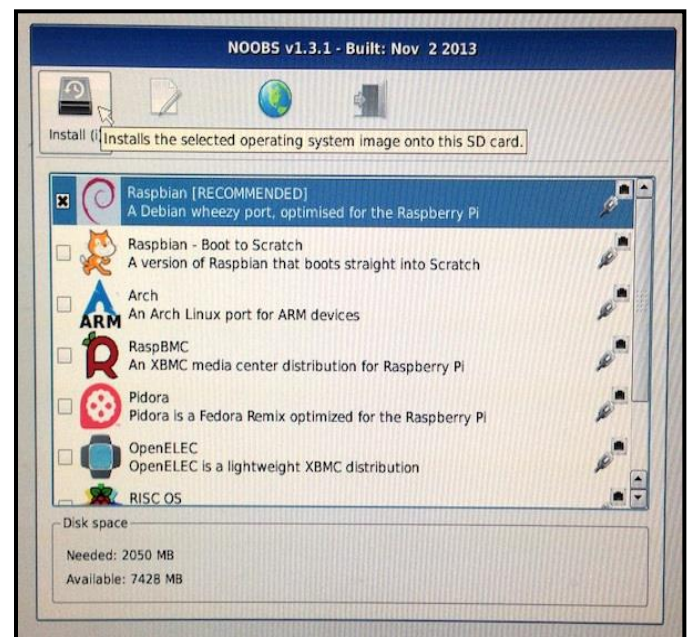 NOOBS v1.3.1 - Built: Nov 2 2013
Install (i
Installs the selected operating system image onto this SD card.
Raspbian [RECOMMENDED]
A Debian wheezy port, optimised for the Raspberry Pi
Raspbian - Boot to Scratch
A version of Raspbian that boots straight into Scratch
Arch
ARM
An Arch Linux port for ARM devices
RaspBMC
An XBMC media center distribution for Raspberry Pi
Pidora
Pidora is a Fedora Remix optimized for the Raspberry Pi
OpenELEC
OpenELEC is a lightweight XBMC distribution
RISC OS
Disk space
Needed: 2050 MB
Available: 7428 MB